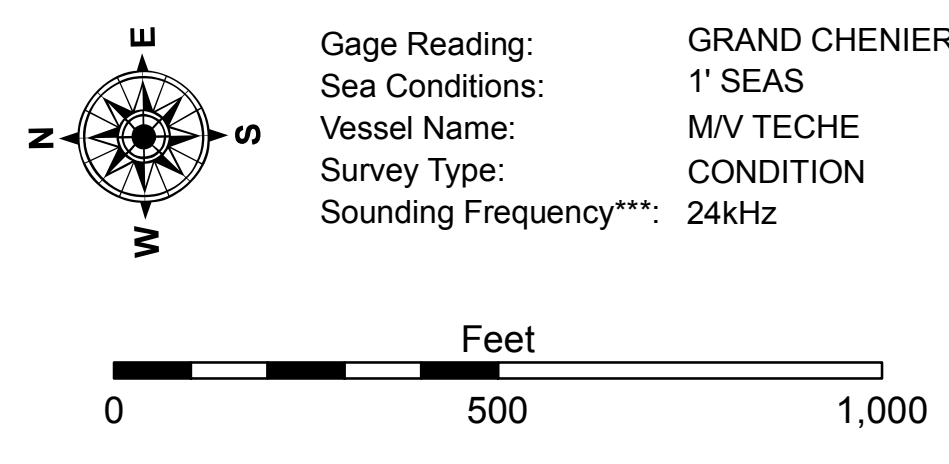 E
N
S
W
Gage Reading: GRAND CHENIER
Sea Conditions: 1' SEAS
Vessel Name: M/V TECHE
Survey Type: CONDITION
Sounding Frequency***: 24kHz
Feet
0 500 1,000